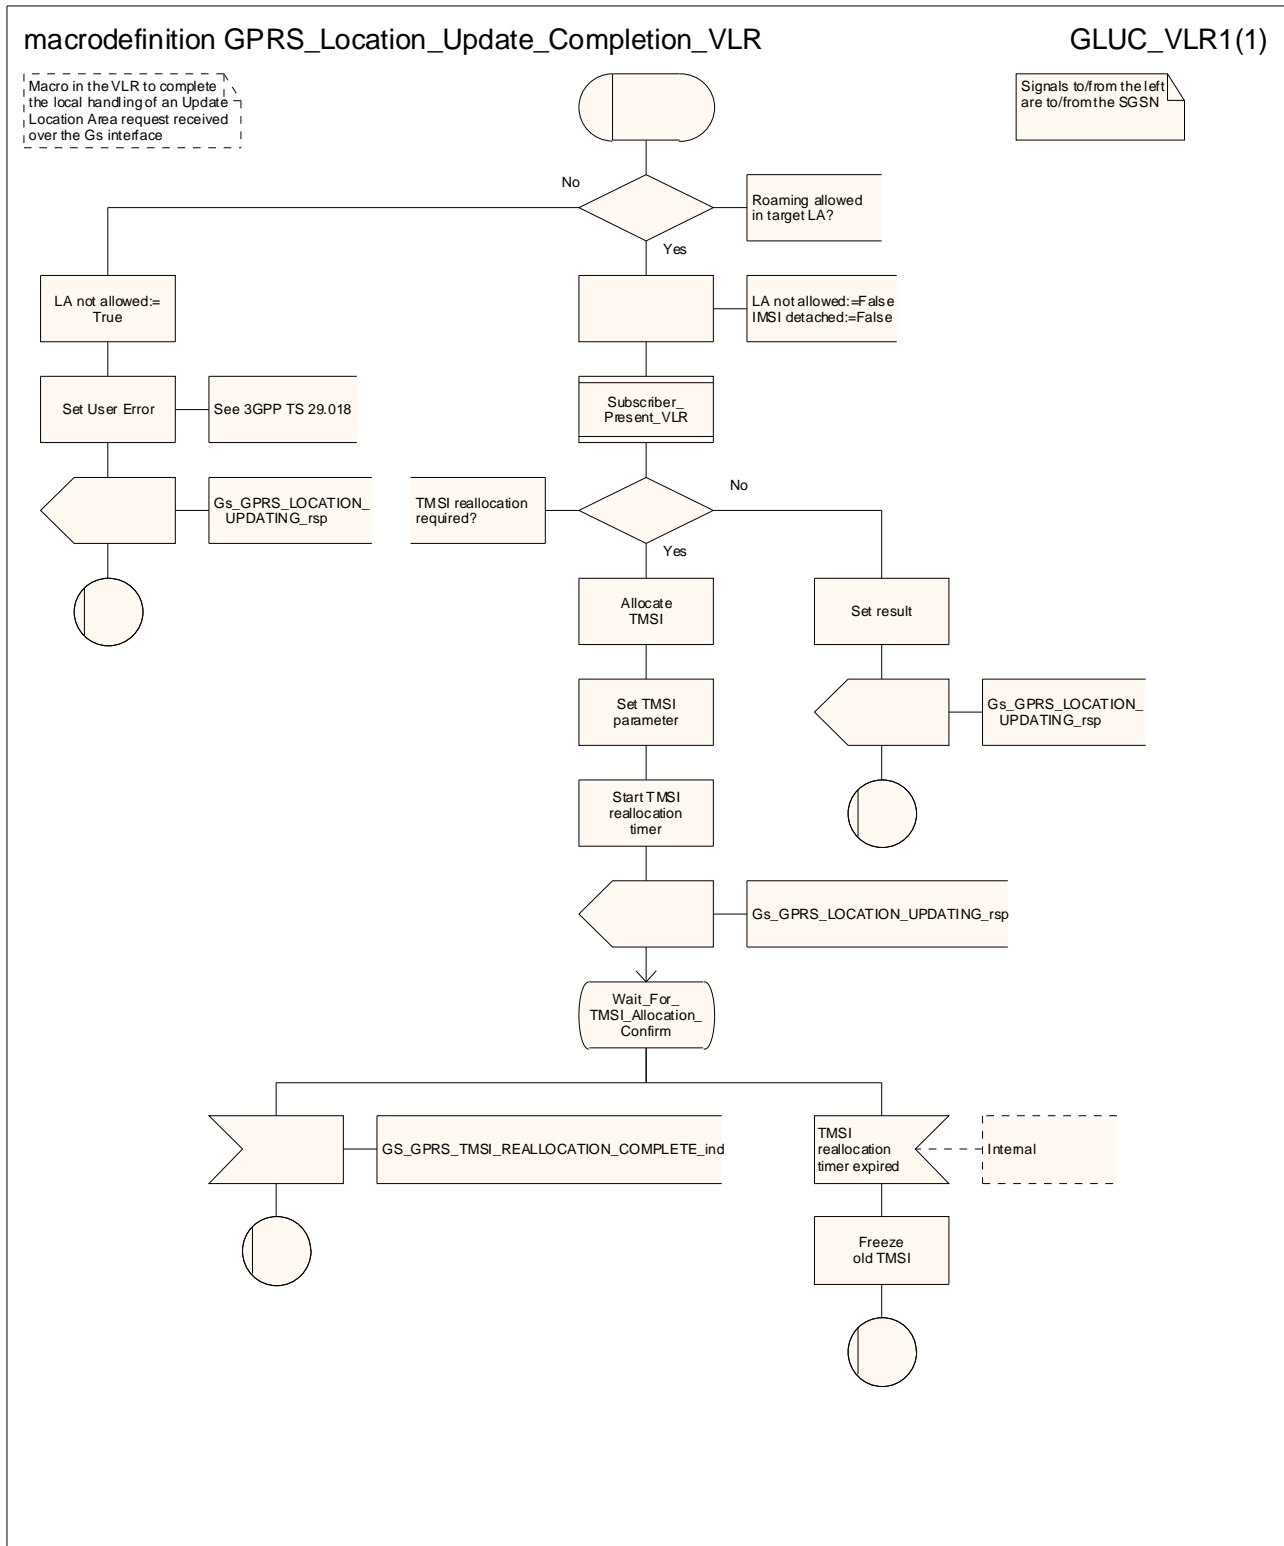 macrodefinition GPRS_Location_Update_Completion_VLR
GLUC_VLR1(1)
Macro in the VLR to complete
the local handling of an Update
Location Area request received
over the Gs interface
Signals to/from the left
are to/from the SGSN
No
Roaming allowed
in target LA?
Yes
LA not allowed:=
True
LA not allowed:=False
IMSI detached:=False
Set User Error
See 3GPP TS 29.018
Subscriber_
Present_VLR
Gs_GPRS_LOCATION_
UPDATING_rsp
TMSI reallocation
required?
No
Yes
Allocate
TMSI
Set result
Set TMSI
parameter
Gs_GPRS_LOCATION_
UPDATING_rsp
Start TMSI
reallocation
timer
Gs_GPRS_LOCATION_UPDATING_rsp
Wait_For_
TMSI_Allocation_
Confirm
GS_GPRS_TMSI_REALLOCATION_COMPLETE_ind
TMSI
reallocation
timer expired
Internal
Freeze
old TMSI